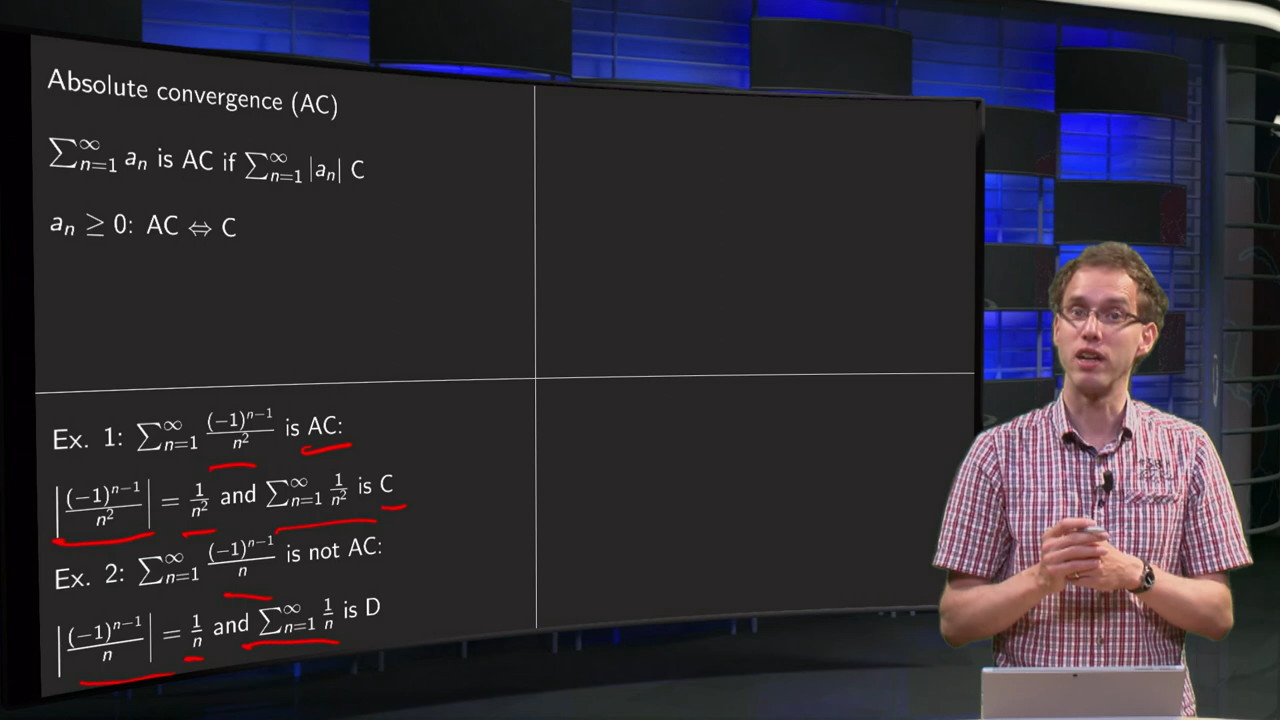 Absolute convergence (AC)
∑_{n=1}^{∞} a_n is AC if ∑_{n=1}^{∞} |a_n| C
a_n ≥ 0: AC ⇔ C
Ex. 1: ∑_{n=1}^{∞} (-1)^{n-1}/n^2 is AC:
|(-1)^{n-1}/n^2| = 1/n^2 and ∑_{n=1}^{∞} 1/n^2 is C
Ex. 2: ∑_{n=1}^{∞} (-1)^{n-1}/n is not AC:
|(-1)^{n-1}/n| = 1/n and ∑_{n=1}^{∞} 1/n is D